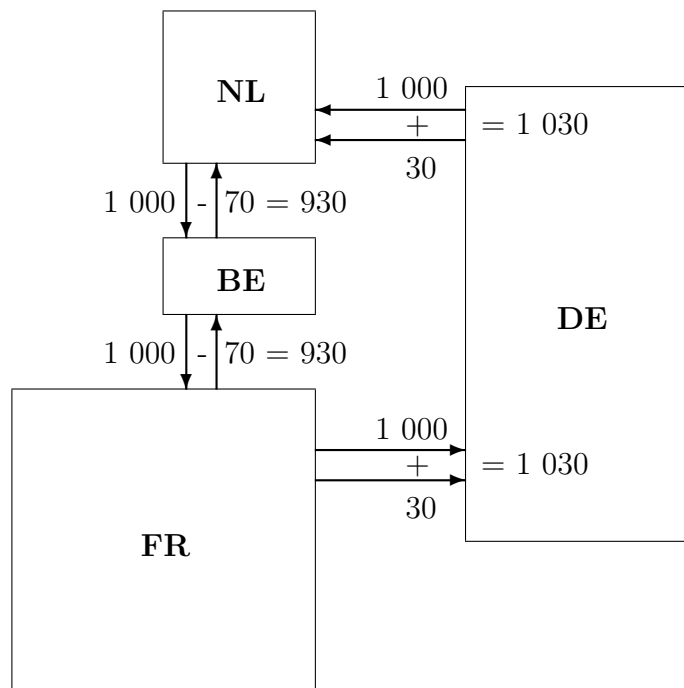 NL
1 000
+
= 1 030
30
1 000 - 70 = 930
BE
DE
1 000 - 70 = 930
1 000
+
= 1 030
30
FR